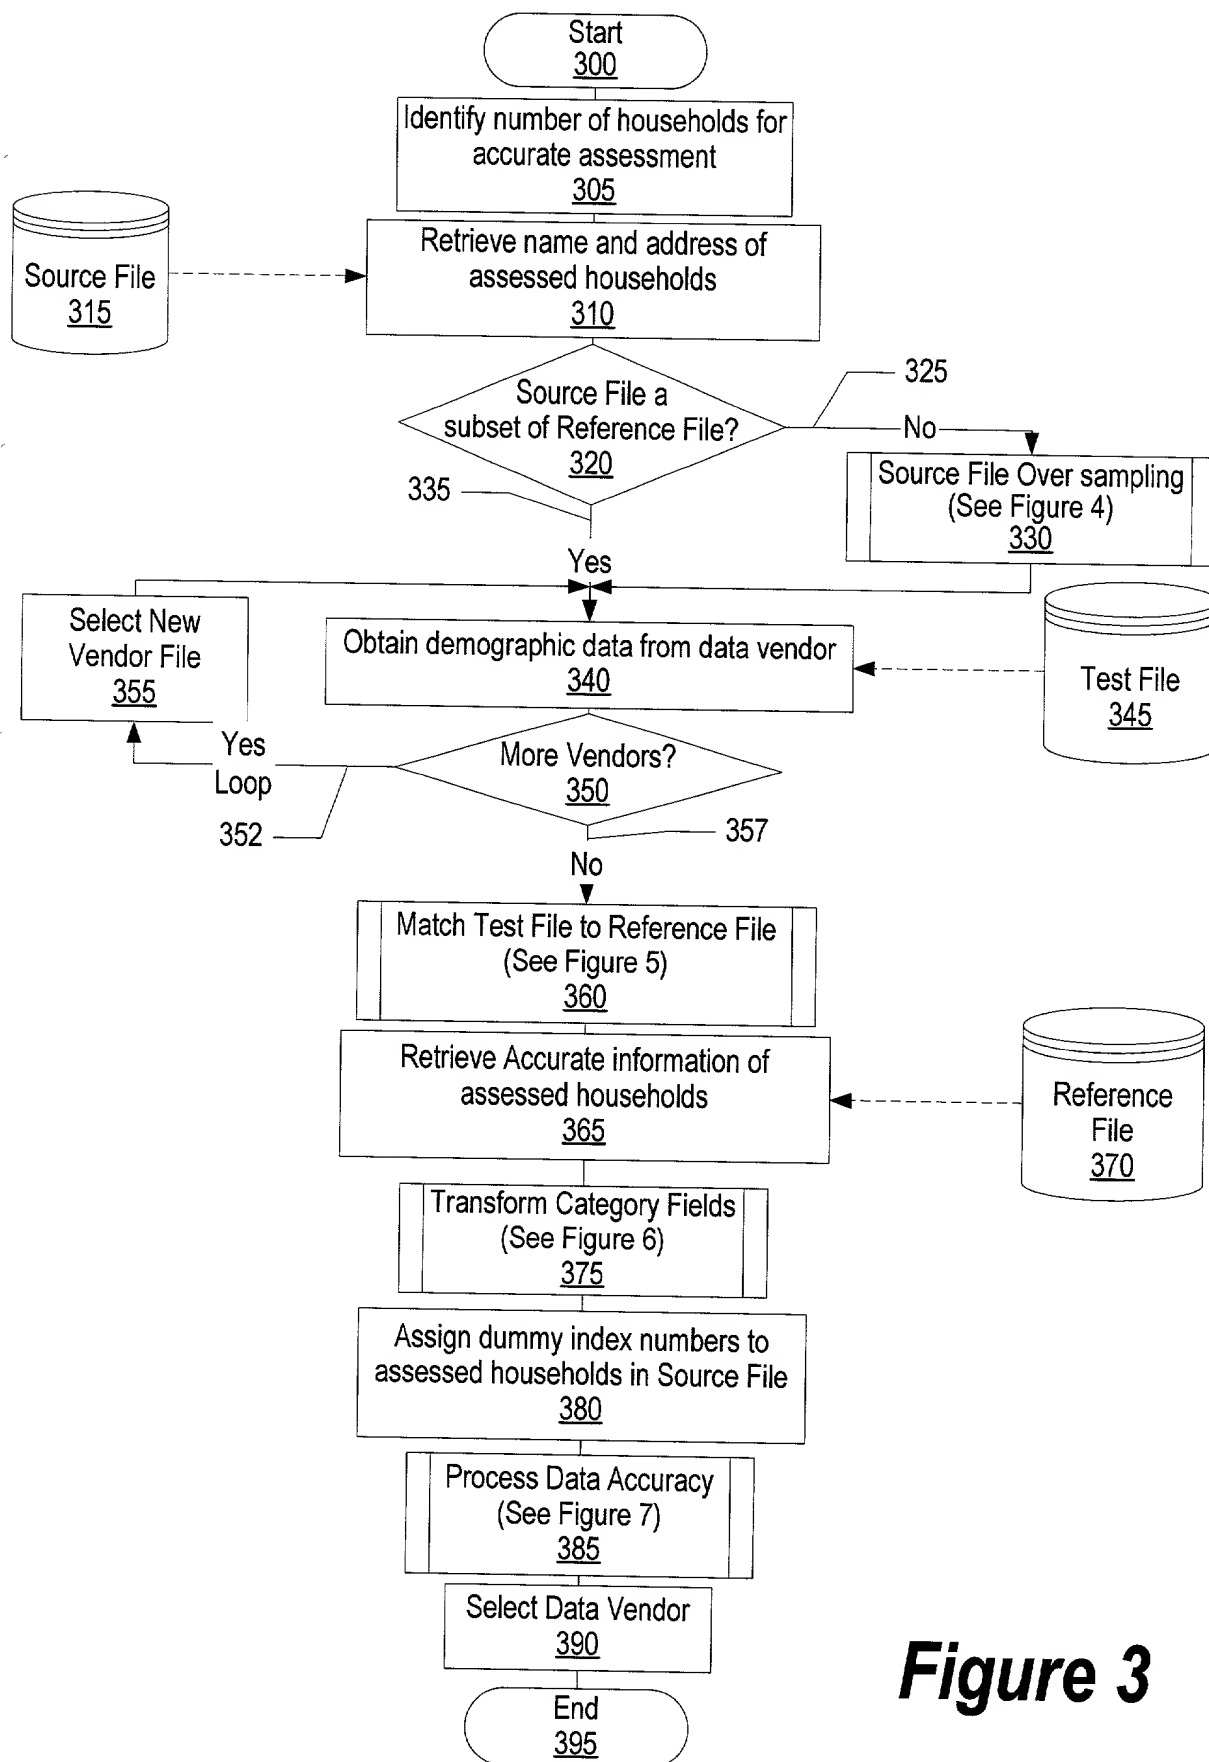 Start
300
Identify number of households for
accurate assessment
305
Retrieve name and address of
assessed households
310
Source File
315
Source File a
subset of Reference File?
320
325
No
335
Source File Over sampling
(See Figure 4)
330
Yes
Select New
Vendor File
355
Obtain demographic data from data vendor
340
Test File
345
Yes
Loop
More Vendors?
350
352
357
No
Match Test File to Reference File
(See Figure 5)
360
Retrieve Accurate information of
assessed households
365
Reference
File
370
Transform Category Fields
(See Figure 6)
375
Assign dummy index numbers to
assessed households in Source File
380
Process Data Accuracy
(See Figure 7)
385
Select Data Vendor
390
End
395
Figure 3